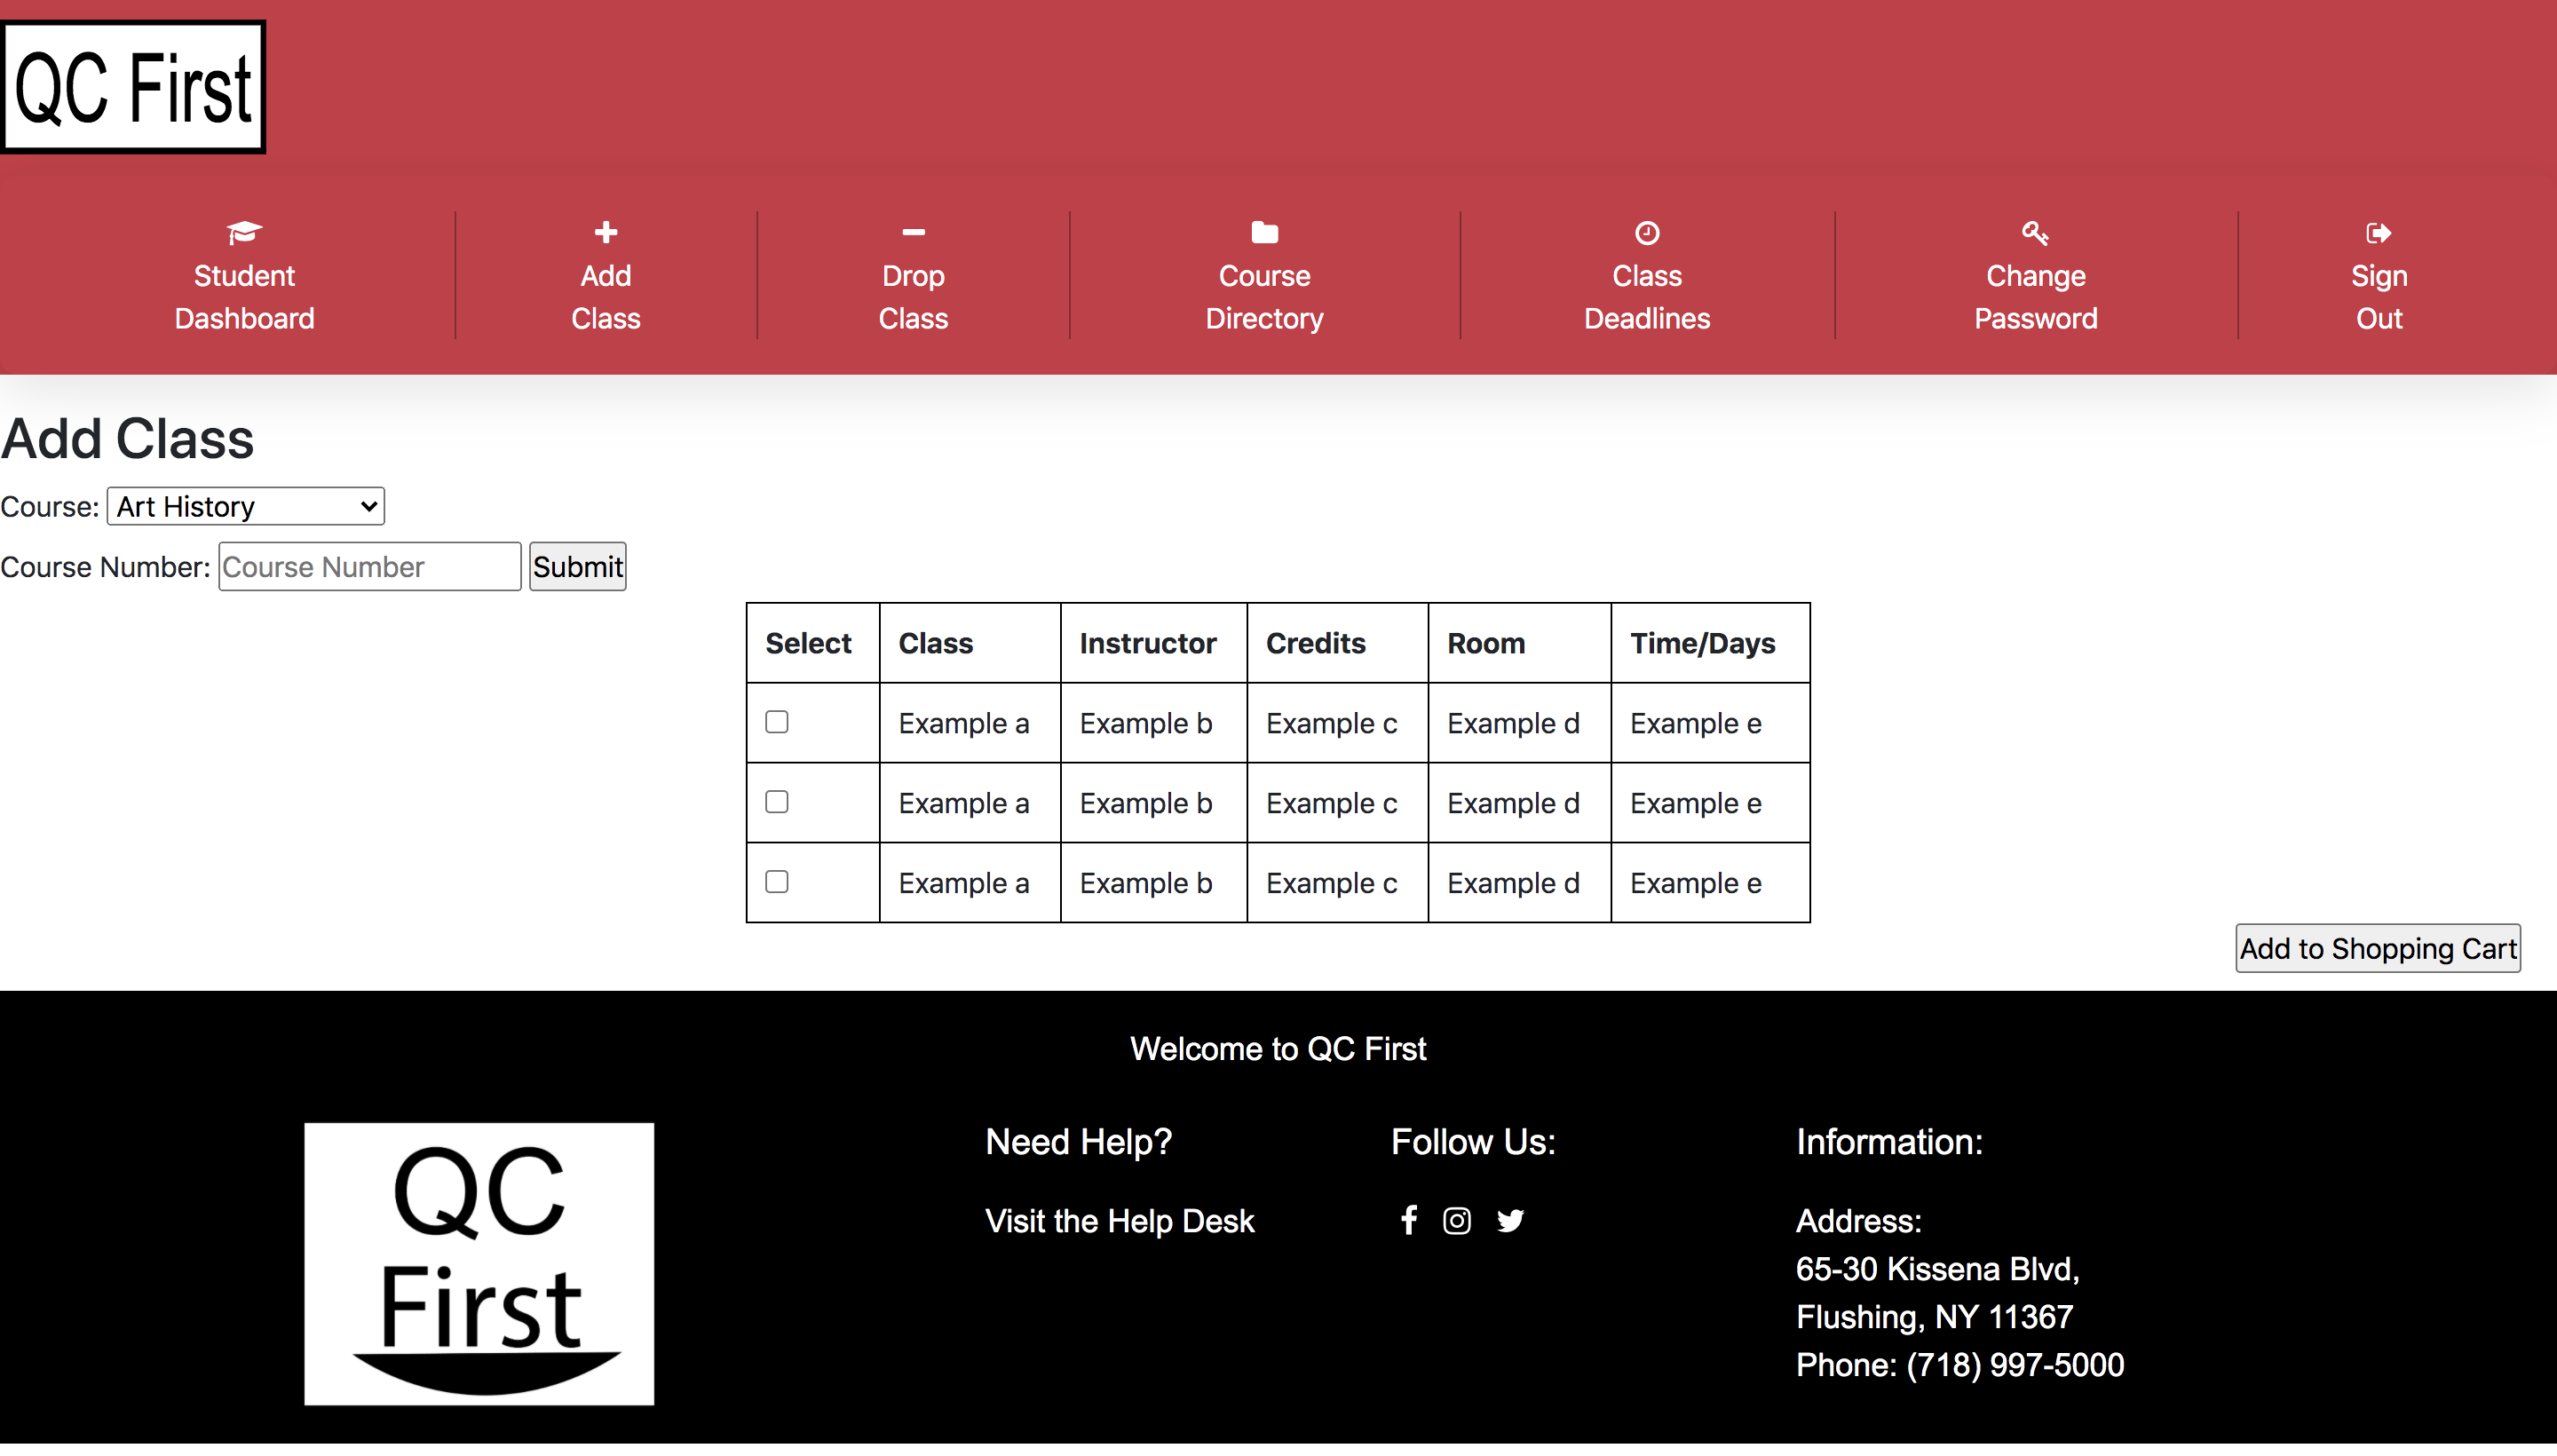 QC First
Student Dashboard
Add Class
Drop Class
Course Directory
Class Deadlines
Change Password
Sign Out
Add Class
Course: Art History
Course Number: Course Number Submit
Select Class Instructor Credits Room Time/Days
Example a Example b Example c Example d Example e
Example a Example b Example c Example d Example e
Example a Example b Example c Example d Example e
Add to Shopping Cart
Welcome to QC First
QC
First
Need Help?
Visit the Help Desk
Follow Us:
Information:
Address:
65-30 Kissena Blvd,
Flushing, NY 11367
Phone: (718) 997-5000